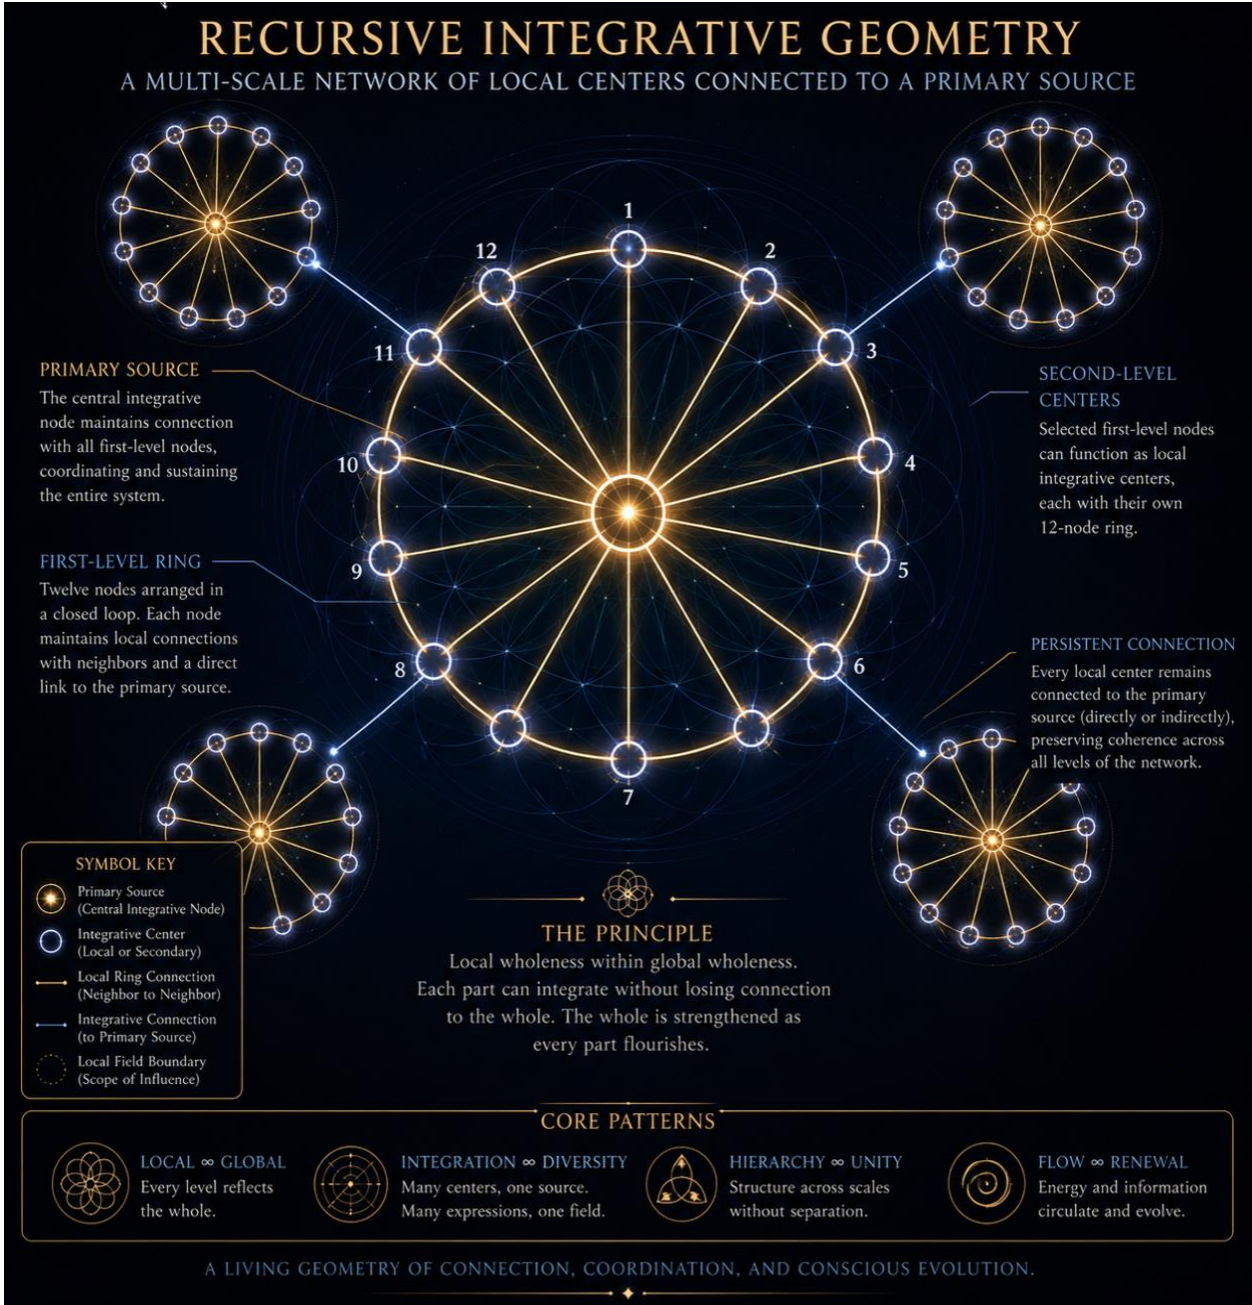 RECURSIVE INTEGRATIVE GEOMETRY
A MULTI-SCALE NETWORK OF LOCAL CENTERS CONNECTED TO A PRIMARY SOURCE
1
2
3
4
5
6
7
8
9
10
11
12
PRIMARY SOURCE
The central integrative
node maintains connection
with all first-level nodes,
coordinating and sustaining
the entire system.
FIRST-LEVEL RING
Twelve nodes arranged in
a closed loop. Each node
maintains local connections
with neighbors and a direct
link to the primary source.
SECOND-LEVEL
CENTERS
Selected first-level nodes
can function as local
integrative centers,
each with their own
12-node ring.
PERSISTENT CONNECTION
Every local center remains
connected to the primary
source (directly or indirectly),
preserving coherence across
all levels of the network.
SYMBOL KEY
Primary Source
(Central Integrative Node)
Integrative Center
(Local or Secondary)
Local Ring Connection
(Neighbor to Neighbor)
Integrative Connection
(to Primary Source)
Local Field Boundary
(Scope of Influence)
THE PRINCIPLE
Local wholeness within global wholeness.
Each part can integrate without losing connection
to the whole. The whole is strengthened as
every part flourishes.
CORE PATTERNS
LOCAL ∞ GLOBAL
Every level reflects
the whole.
INTEGRATION ∞ DIVERSITY
Many centers, one source.
Many expressions, one field.
HIERARCHY ∞ UNITY
Structure across scales
without separation.
FLOW ∞ RENEWAL
Energy and information
circulate and evolve.
A LIVING GEOMETRY OF CONNECTION, COORDINATION, AND CONSCIOUS EVOLUTION.